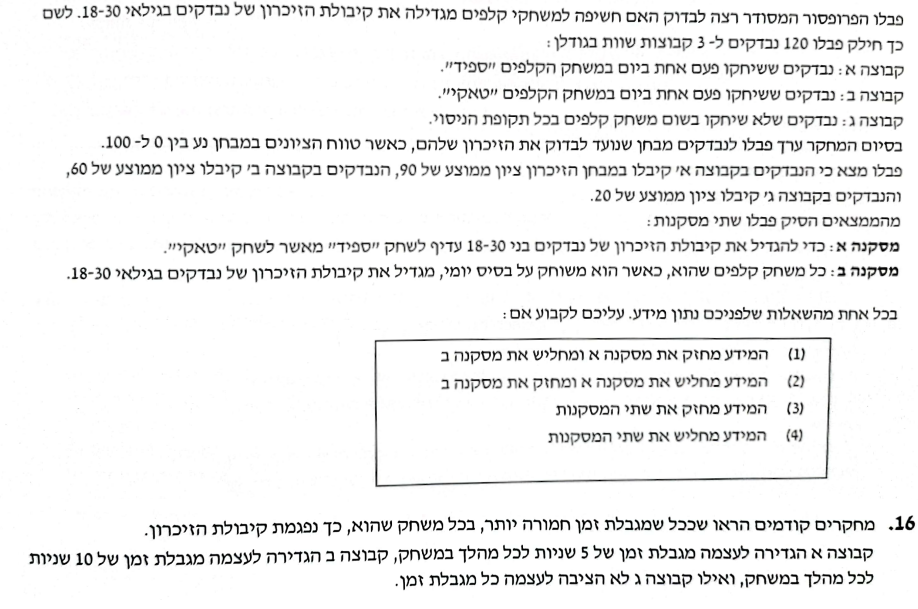 פבלו הפרופסור המסודר רצה לבדוק האם חשיפה למשחקי קלפים מגדילה את קיבולת הזיכרון של נבדקים בגילאי 18-30. לשם
כך חילק פבלו 120 נבדקים ל- 3 קבוצות שוות בגודלן:
קבוצה א: נבדקים ששיחקו פעם אחת ביום במשחק הקלפים "ספיד".
קבוצה ב: נבדקים ששיחקו פעם אחת ביום במשחק הקלפים "טאקי".
קבוצה ג: נבדקים שלא שיחקו בשום משחק קלפים בכל תקופת הניסוי.
בסיום המחקר ערך פבלו לנבדקים מבחן שנועד לבדוק את הזיכרון שלהם, כאשר טווח הציונים במבחן נע בין 0 ל- 100.
פבלו מצא כי הנבדקים בקבוצה א' קיבלו במבחן הזיכרון ציון ממוצע של 90, הנבדקים בקבוצה ב' קיבלו ציון ממוצע של 60,
והנבדקים בקבוצה ג' קיבלו ציון ממוצע של 20.
מהממצאים הסיק פבלו שתי מסקנות:
מסקנה א: כדי להגדיל את קיבולת הזיכרון של נבדקים בני 18-30 עדיף לשחק "ספיד" מאשר לשחק "טאקי".
מסקנה ב: כל משחק קלפים שהוא, כאשר הוא משוחק על בסיס יומי, מגדיל את קיבולת הזיכרון של נבדקים בגילאי 18-30.
בכל אחת מהשאלות שלפניכם נתון מידע. עליכם לקבוע אם:
(1) המידע מחזק את מסקנה א ומחליש את מסקנה ב
(2) המידע מחליש את מסקנה א ומחזק את מסקנה ב
(3) המידע מחזק את שתי המסקנות
(4) המידע מחליש את שתי המסקנות
16. מחקרים קודמים הראו שככל שמגבלת זמן חמורה יותר, בכל משחק שהוא, כך נפגמת קיבולת הזיכרון.
קבוצה א הגדירה לעצמה מגבלת זמן של 5 שניות לכל מהלך במשחק, קבוצה ב הגדירה לעצמה מגבלת זמן של 10 שניות
לכל מהלך במשחק, ואילו קבוצה ג לא הציבה לעצמה כל מגבלת זמן.